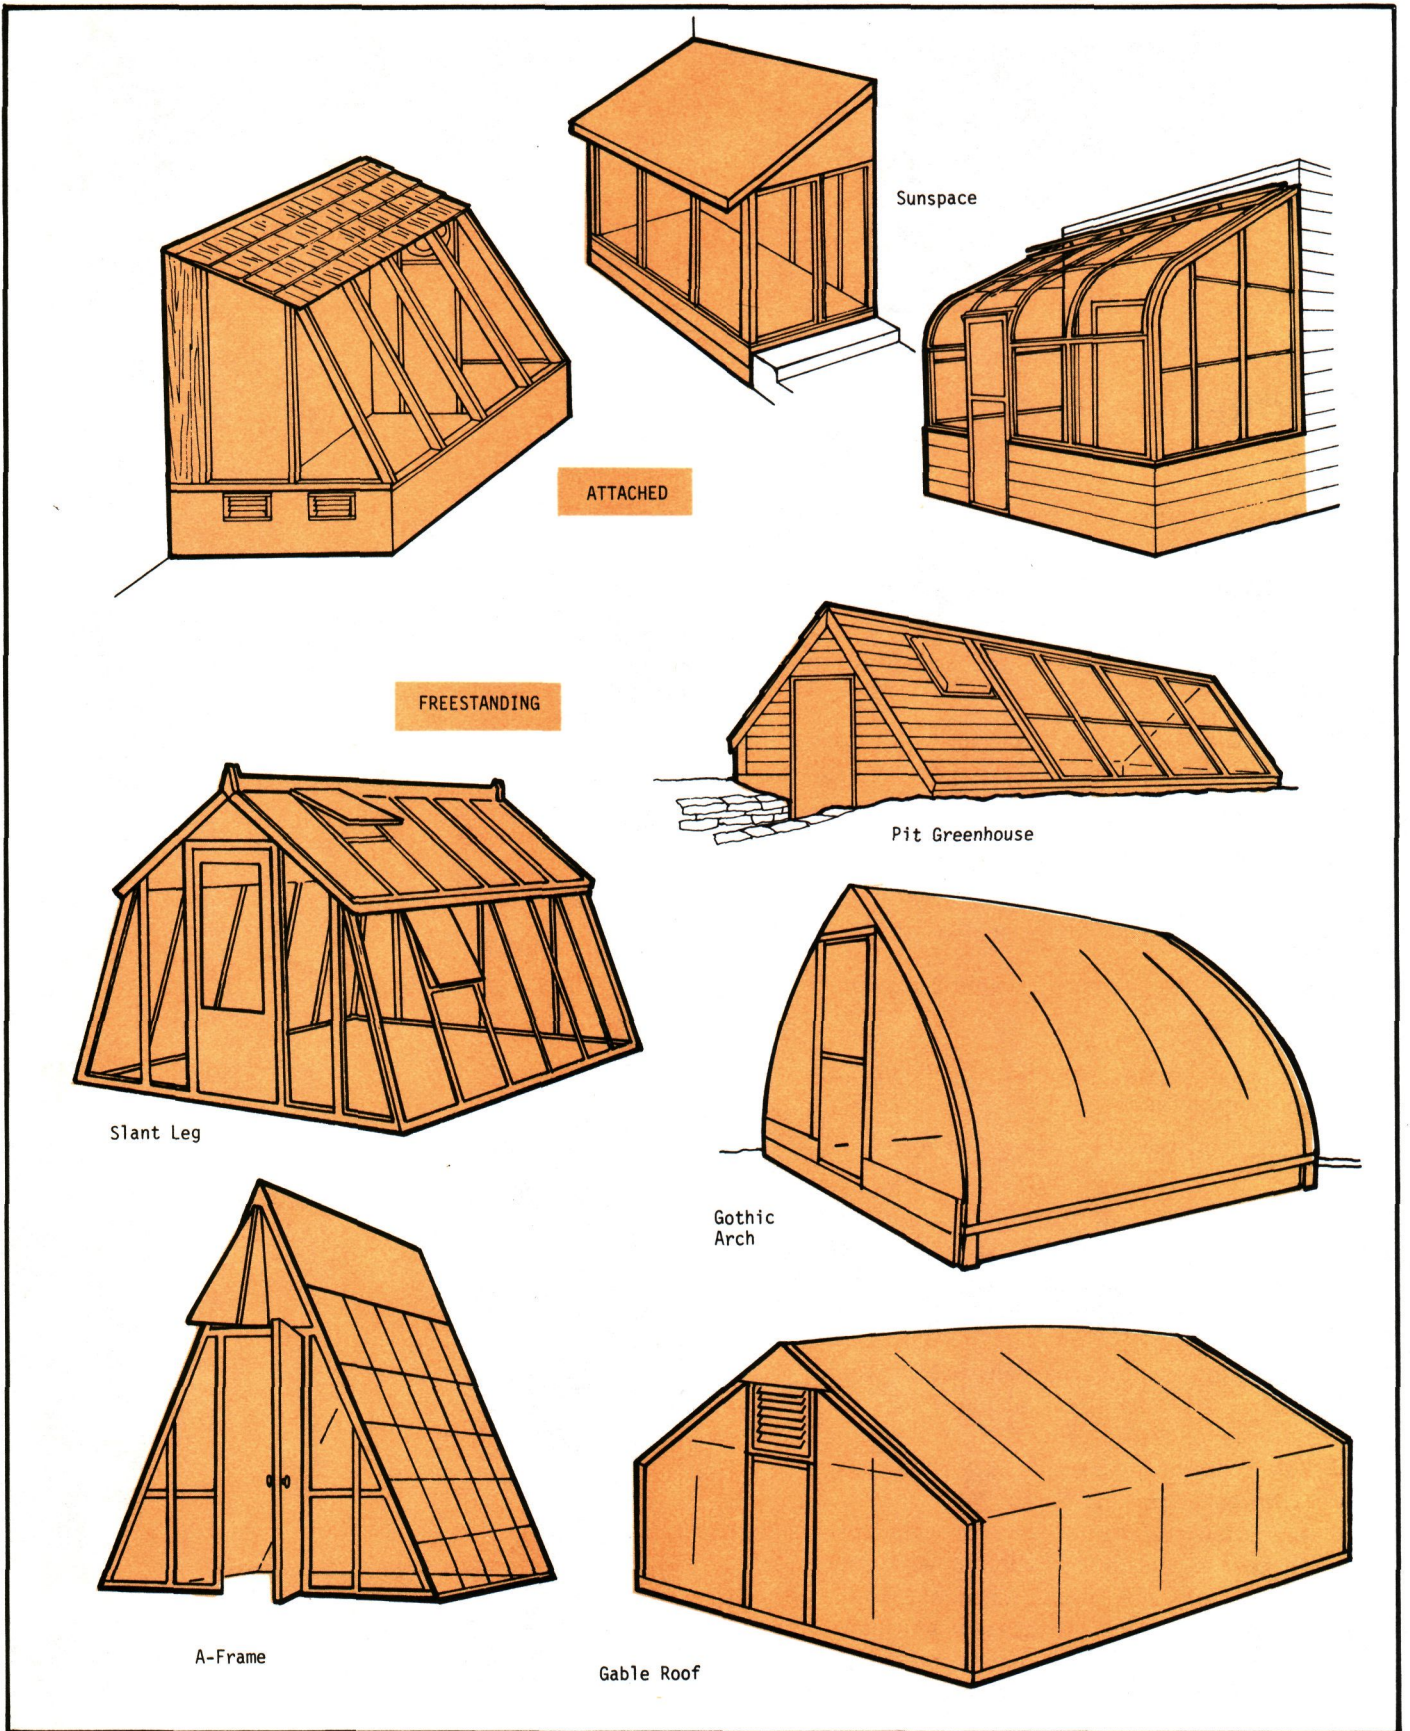 Sunspace
ATTACHED
FREESTANDING
Pit Greenhouse
Slant Leg
Gothic
Arch
A-Frame
Gable Roof